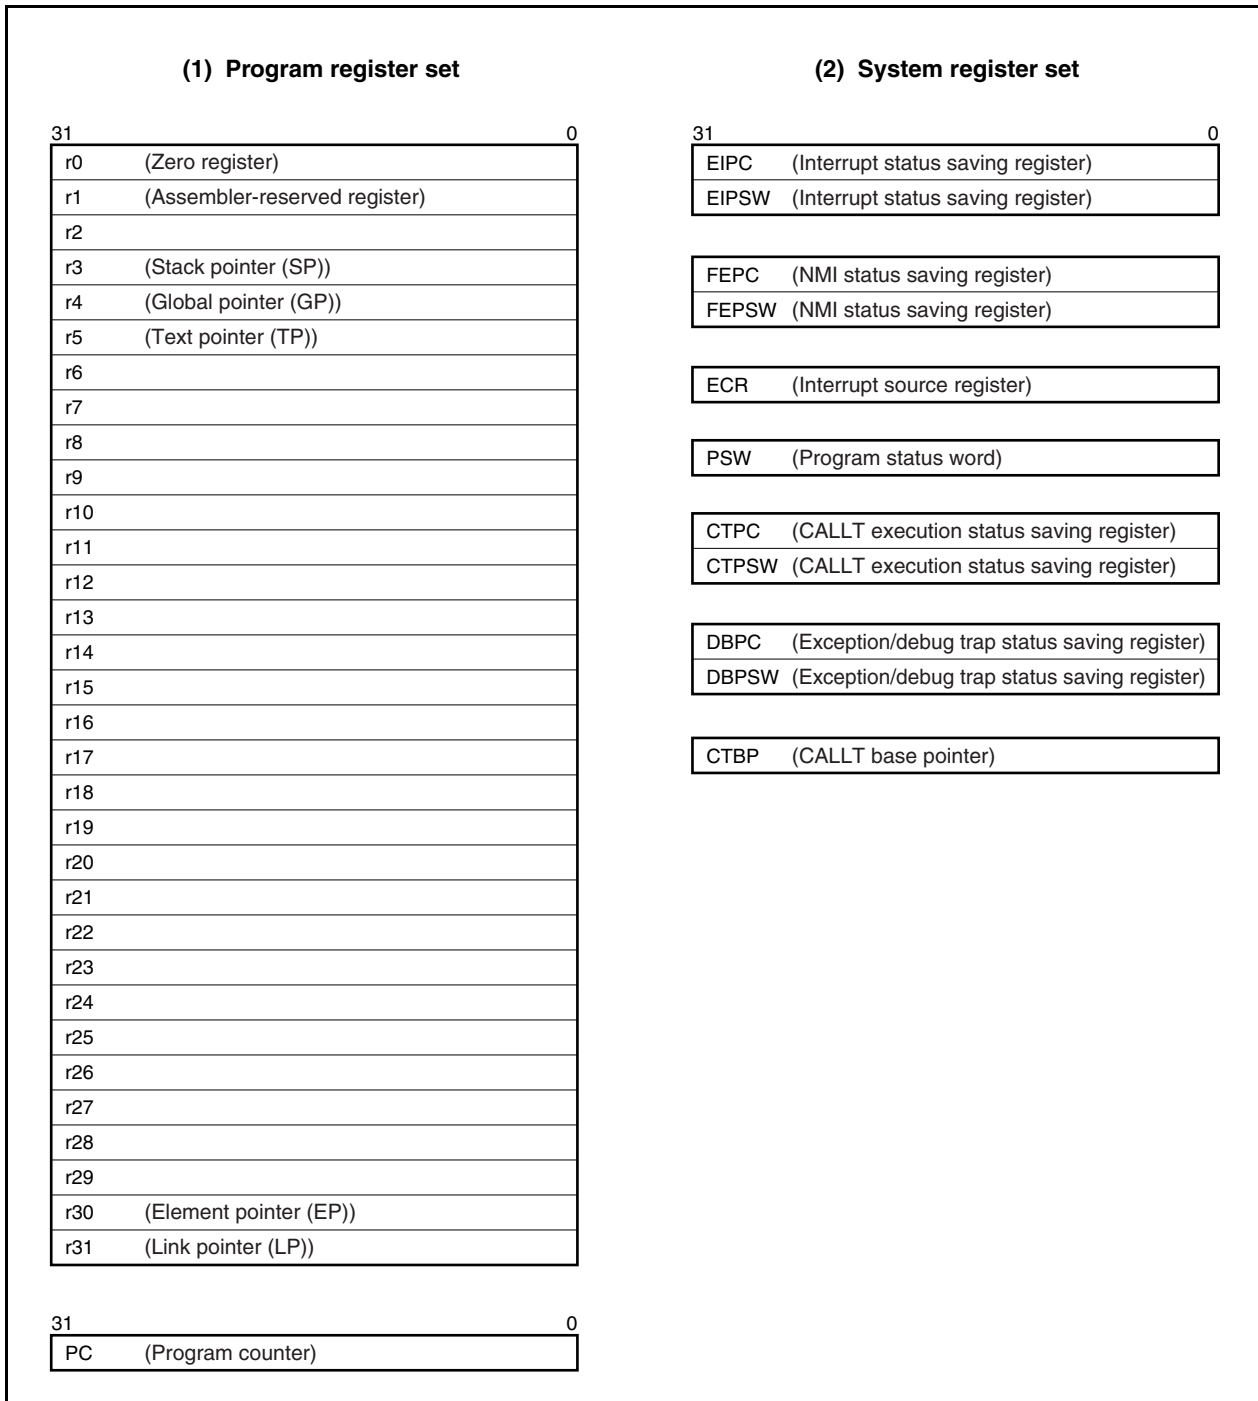 (1) Program register set
31 0
r0 (Zero register)
r1 (Assembler-reserved register)
r2
r3 (Stack pointer (SP))
r4 (Global pointer (GP))
r5 (Text pointer (TP))
r6
r7
r8
r9
r10
r11
r12
r13
r14
r15
r16
r17
r18
r19
r20
r21
r22
r23
r24
r25
r26
r27
r28
r29
r30 (Element pointer (EP))
r31 (Link pointer (LP))
31 0
PC (Program counter)
(2) System register set
31 0
EIPC (Interrupt status saving register)
EIPSW (Interrupt status saving register)
FEPC (NMI status saving register)
FEPSW (NMI status saving register)
ECR (Interrupt source register)
PSW (Program status word)
CTPC (CALLT execution status saving register)
CTPSW (CALLT execution status saving register)
DBPC (Exception/debug trap status saving register)
DBPSW (Exception/debug trap status saving register)
CTBP (CALLT base pointer)